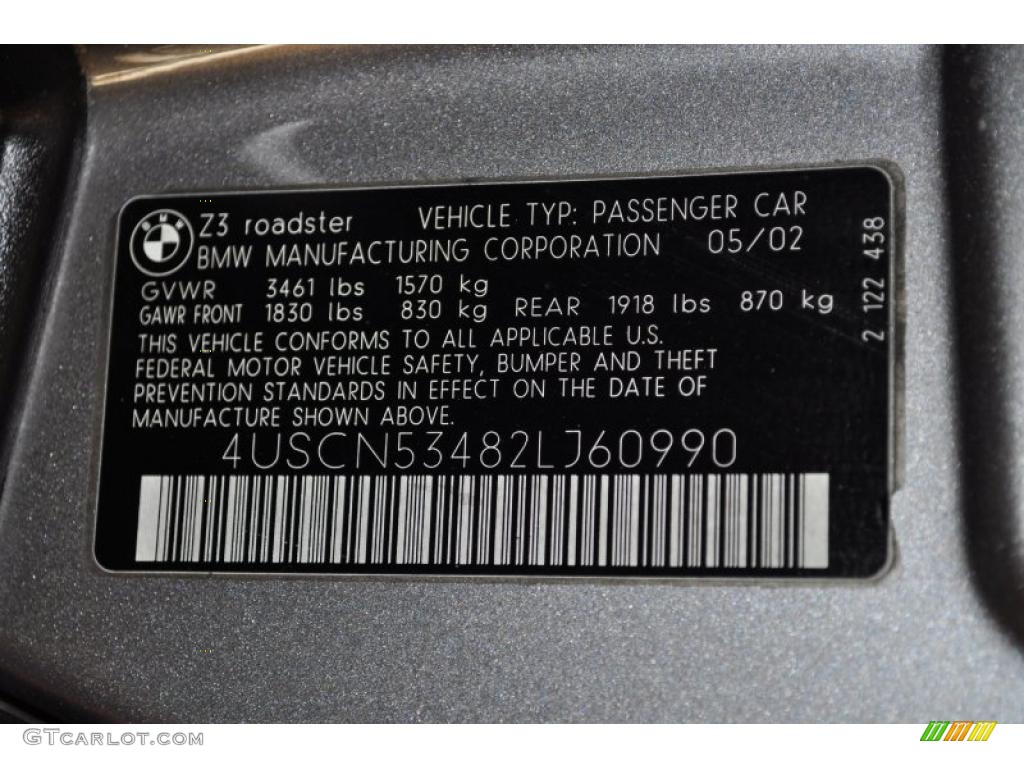 Z3 roadster VEHICLE TYP: PASSENGER CAR
BMW MANUFACTURING CORPORATION 05/02
GVWR 3461 lbs 1570 kg
GAWR FRONT 1830 lbs 830 kg REAR 1918 lbs 870 kg
THIS VEHICLE CONFORMS TO ALL APPLICABLE U.S.
FEDERAL MOTOR VEHICLE SAFETY, BUMPER AND THEFT
PREVENTION STANDARDS IN EFFECT ON THE DATE OF
MANUFACTURE SHOWN ABOVE.
4USCN53482LJ60990
2 122 438
GTCarlot.com